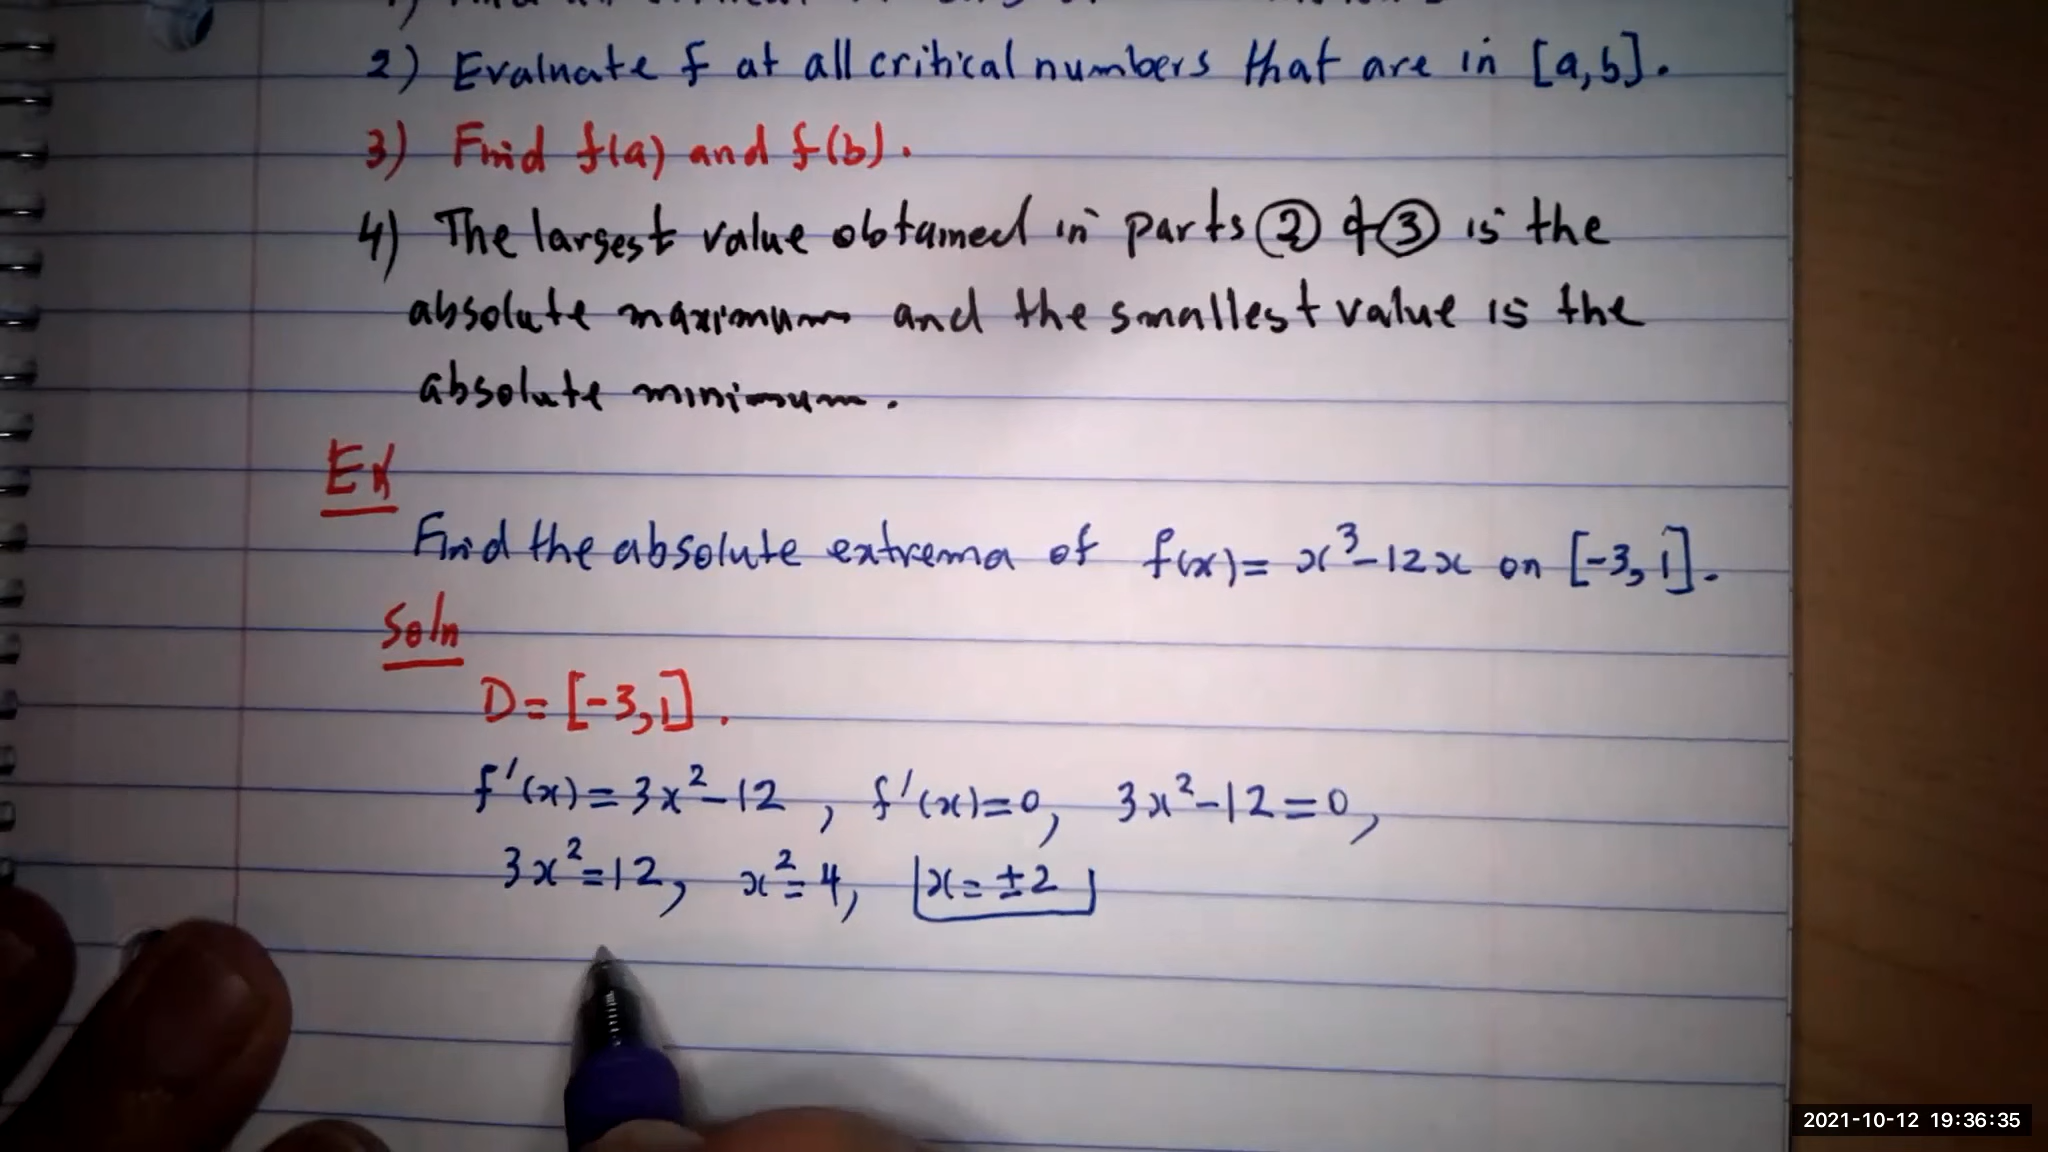 2) Evaluate f at all critical numbers that are in [a,b].
3) Find f(a) and f(b).
4) The largest value obtained in parts ② & ③ is the
absolute maximum and the smallest value is the
absolute minimum.
Ex
Find the absolute extrema of f(x)= x³-12x on [-3,1].
Soln
D= [-3,1].
f'(x)=3x²-12, f'(x)=0, 3x²-12=0,
3x²=12, x²=4, x=±2
2021-10-12 19:36:35